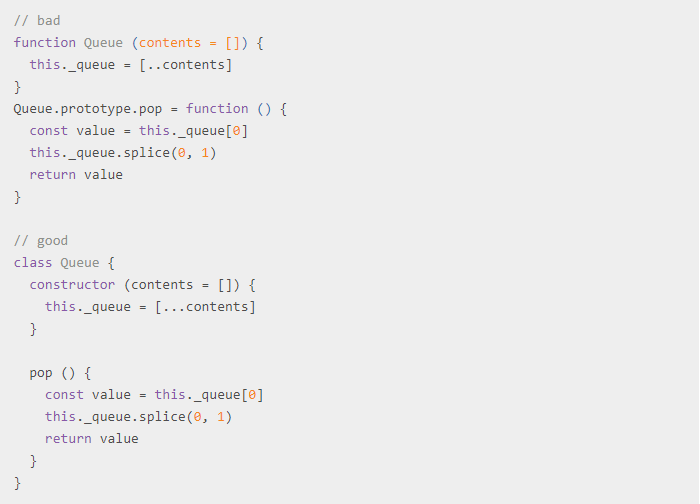 // bad
function Queue (contents = []) {
  this._queue = [..contents]
}
Queue.prototype.pop = function () {
  const value = this._queue[0]
  this._queue.splice(0, 1)
  return value
}

// good
class Queue {
  constructor (contents = []) {
    this._queue = [...contents]
  }

  pop () {
    const value = this._queue[0]
    this._queue.splice(0, 1)
    return value
  }
}